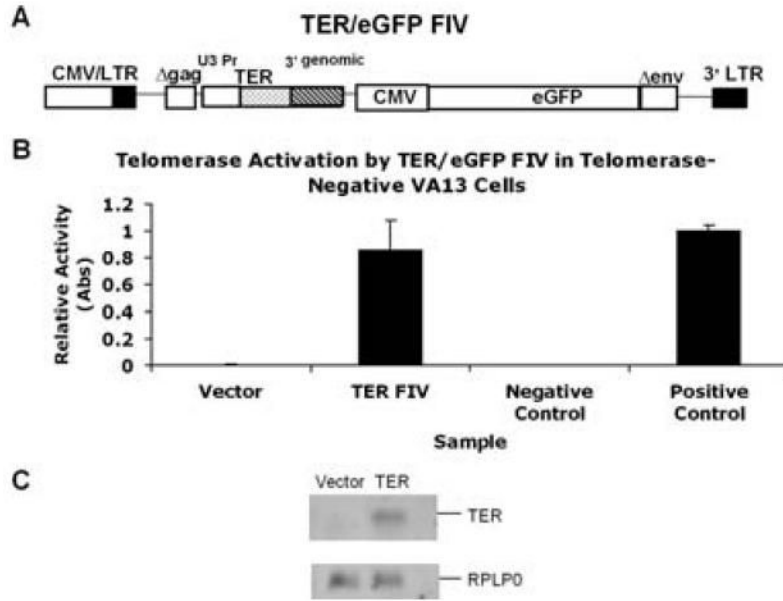 A
TER/eGFP FIV
CMV/LTR
Δgag
U3 Pr
TER
3' genomic
CMV
eGFP
Δenv
3' LTR
B
Telomerase Activation by TER/eGFP FIV in Telomerase-
Negative VA13 Cells
Relative Activity
(Abs)
1.2
1
0.8
0.6
0.4
0.2
0
Vector
TER FIV
Negative
Control
Positive
Control
Sample
C
Vector TER
TER
RPLP0